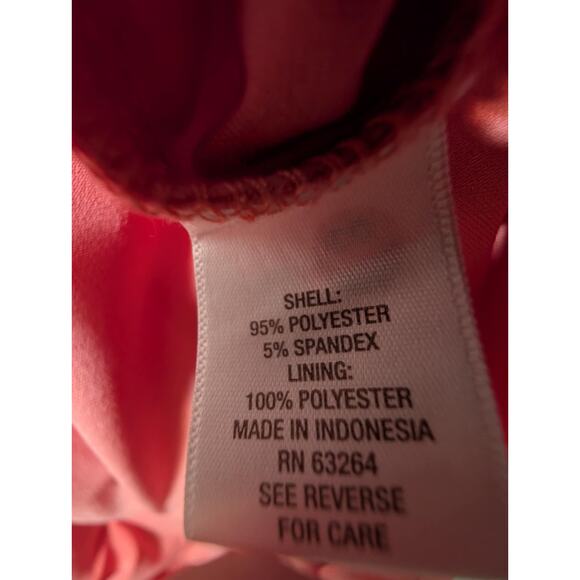 SHELL:
95% POLYESTER
5% SPANDEX
LINING:
100% POLYESTER
MADE IN INDONESIA
RN 63264
SEE REVERSE
FOR CARE